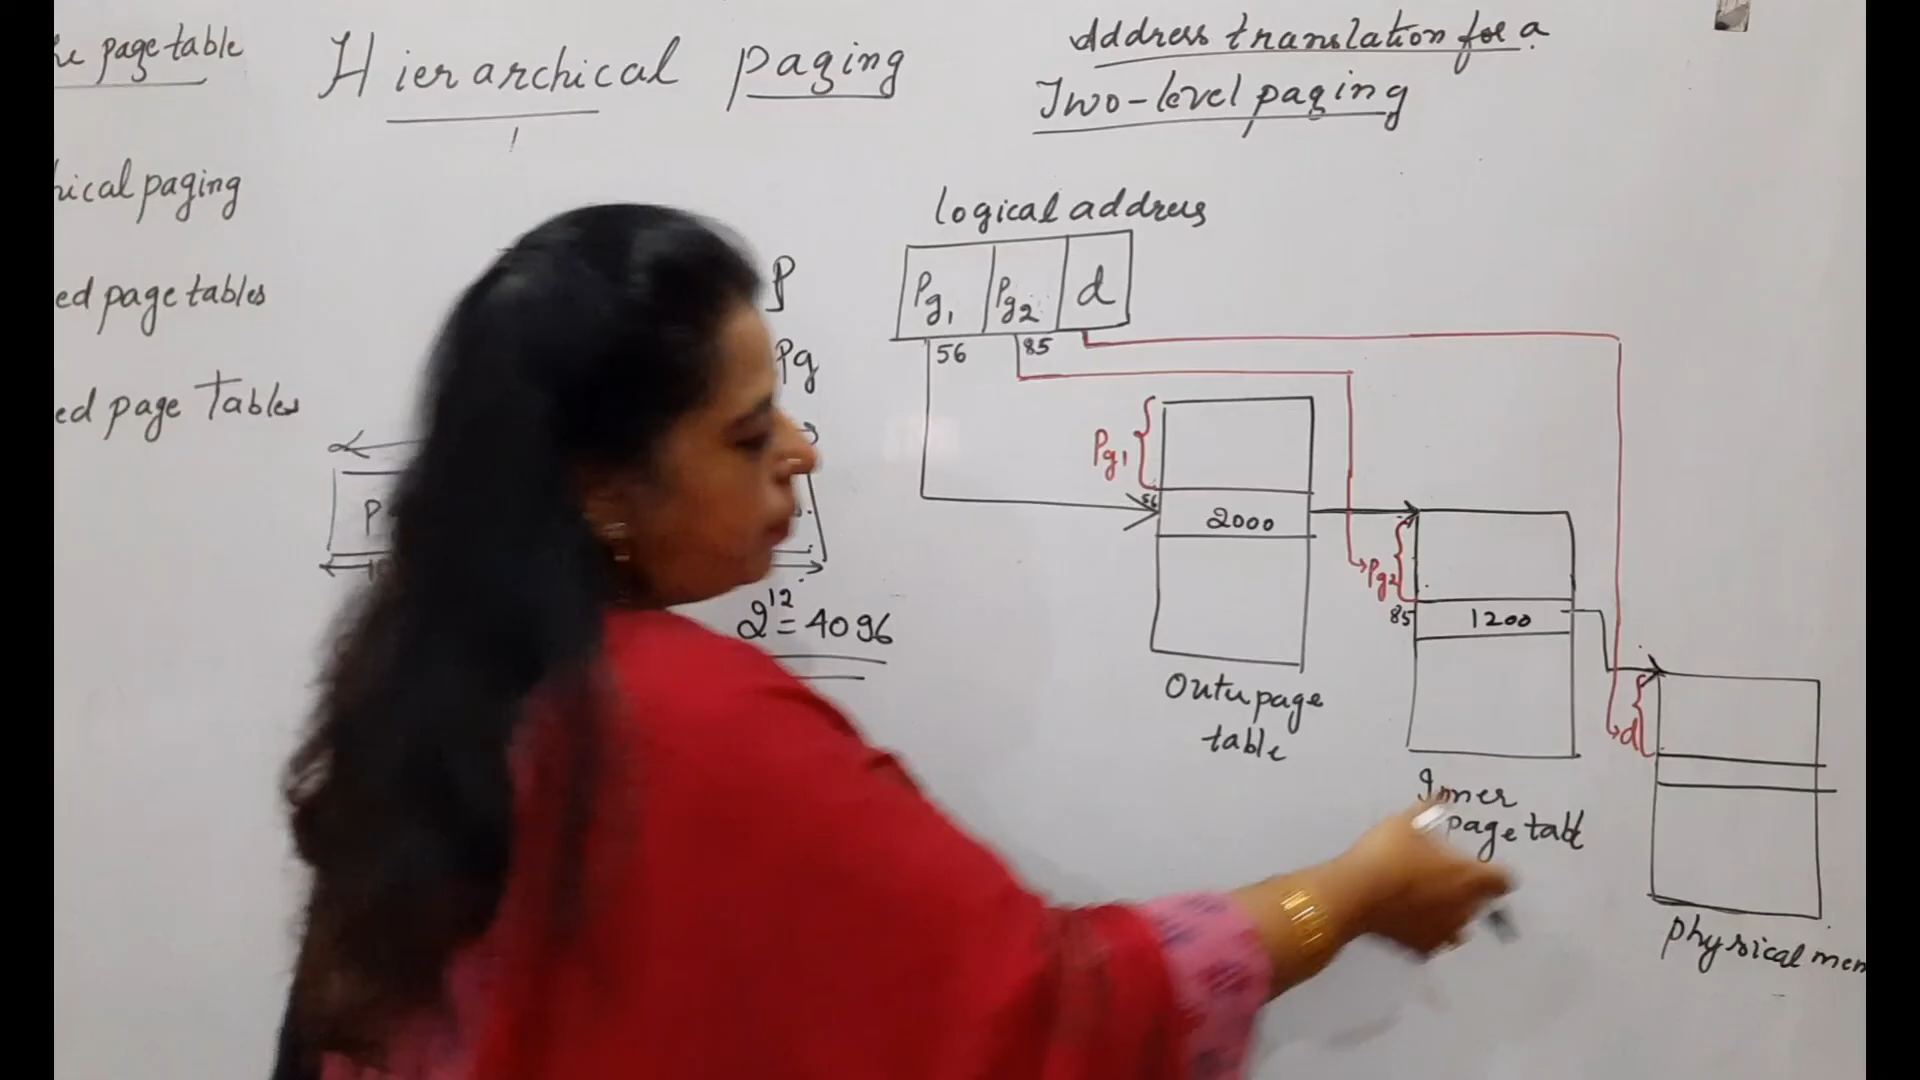 page table
Hierarchical paging
Address translation for a
Two-level paging
hical paging
ed page tables
ed page Tables
logical address
Pg1 Pg2 d
56 85
P
Pg
P
2^12 = 4096
Pg1
56
2000
Outer page
table
Pg2
85
1200
Inner
page table
d
physical mem